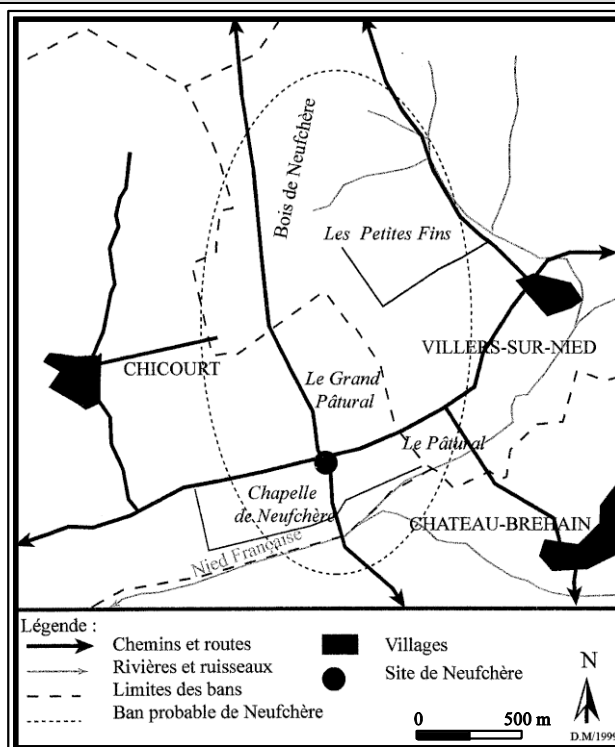 Bois de Neufchère
Les Petites Fins
VILLERS-SUR-NIED
CHICOURT
Le Grand
Pâtural
Le Pâtural
Chapelle
de Neufchère
CHATEAU-BREHAIN
Nied Française
Légende :
Chemins et routes
Rivières et ruisseaux
Limites des bans
Ban probable de Neufchère
Villages
Site de Neufchère
0 500 m
N
D.M/1999